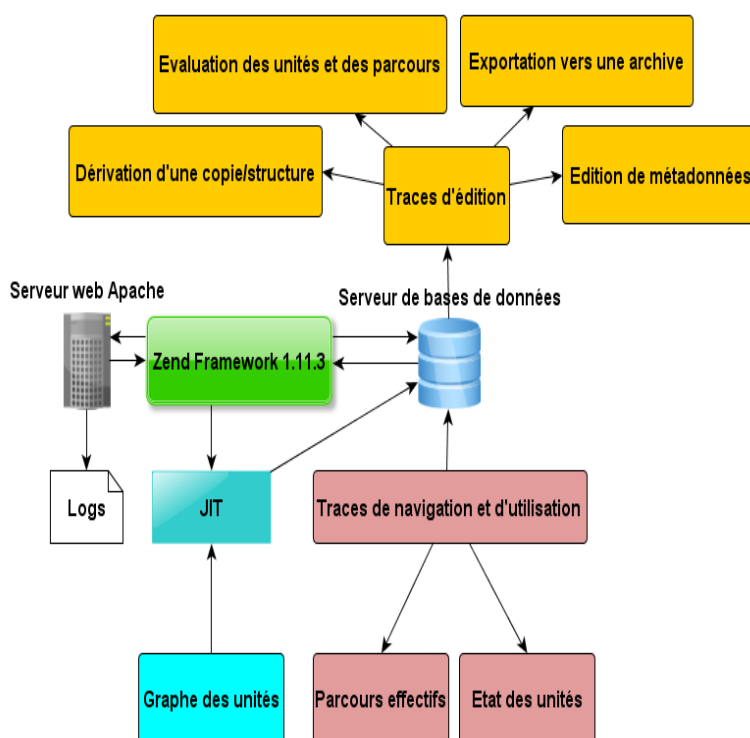 Evaluation des unités et des parcours
Exportation vers une archive
Dérivation d'une copie/structure
Traces d'édition
Edition de métadonnées
Serveur web Apache
Serveur de bases de données
Zend Framework 1.11.3
Logs
JIT
Traces de navigation et d'utilisation
Graphe des unités
Parcours effectifs
Etat des unités